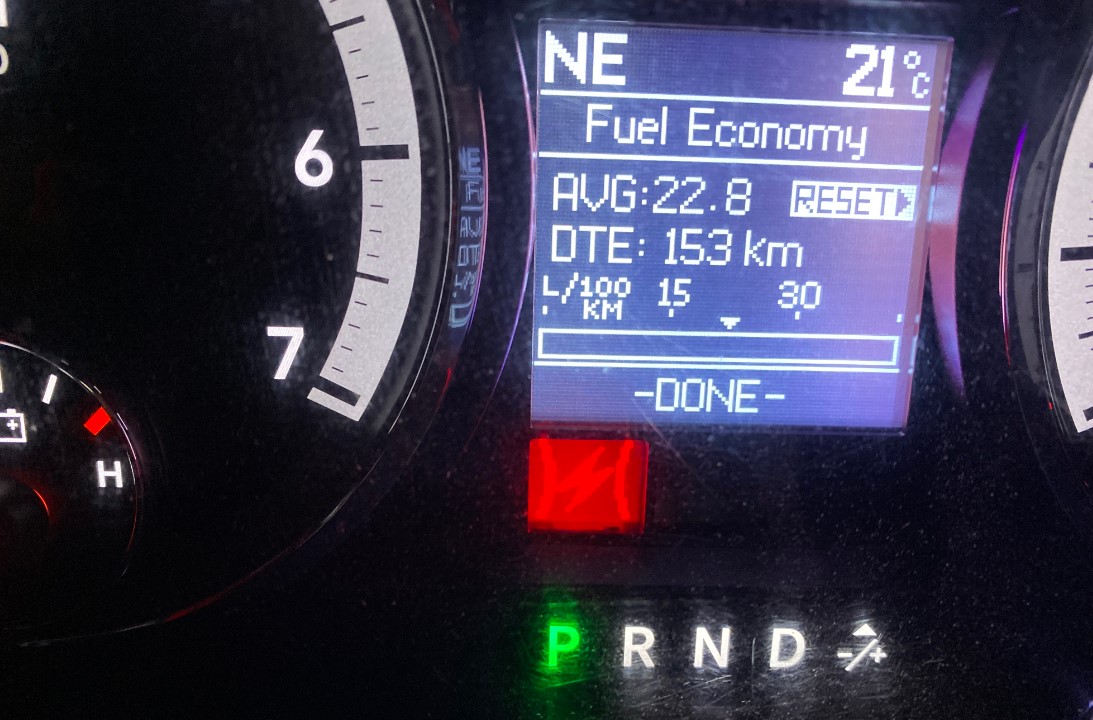 6
7
H
NE 21°C
Fuel Economy
AVG:22.8 RESET
DTE: 153 km
L/100 KM 15 30
-DONE-
P R N D -/+